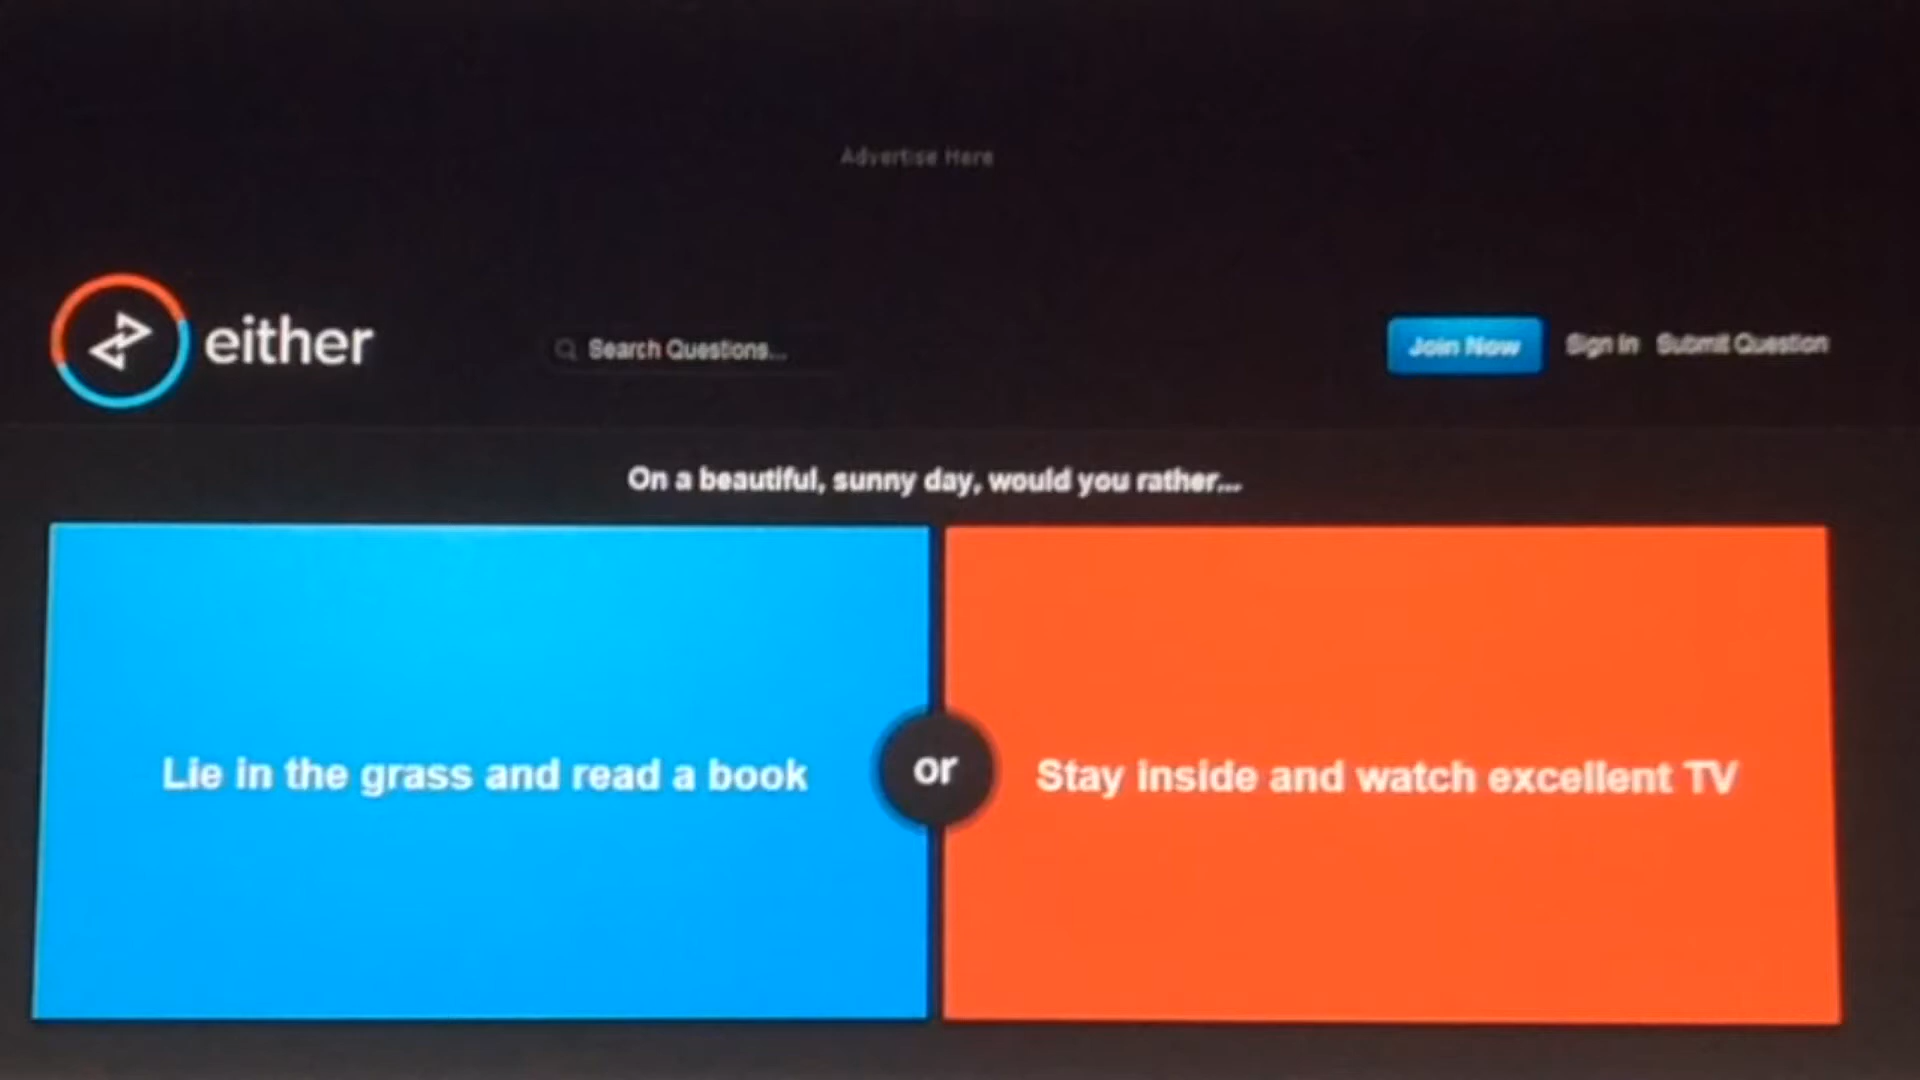 Advertise Here
either
Search Questions...
Join Now
Sign In
Submit Question
On a beautiful, sunny day, would you rather...
Lie in the grass and read a book
or
Stay inside and watch excellent TV